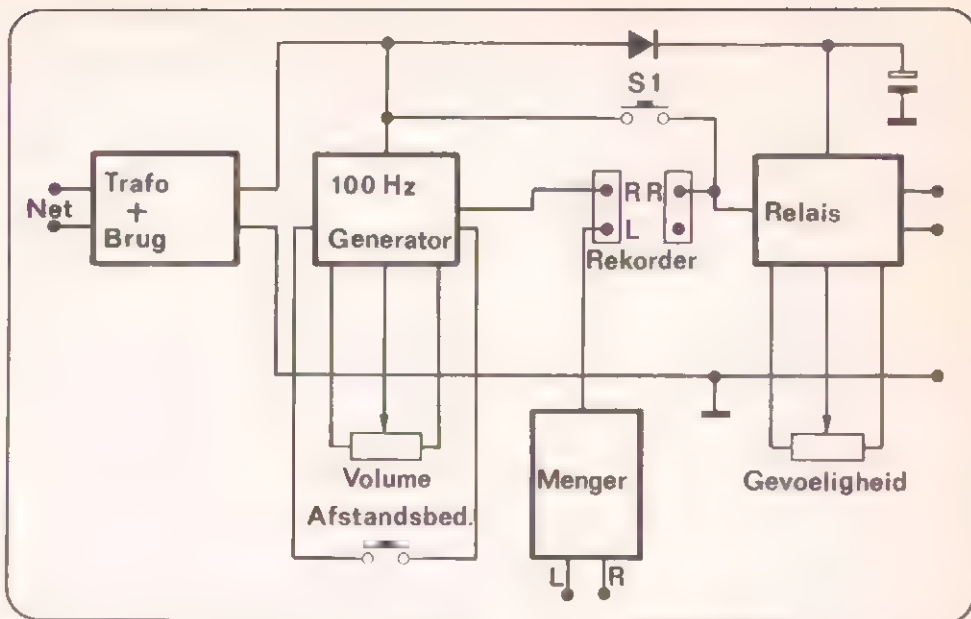 S1
Trafo
+
Brug
Net
100 Hz
Generator
R R
L
Rekorder
Relais
Volume
Afstandsbed.
Menger
L R
Gevoeligheid